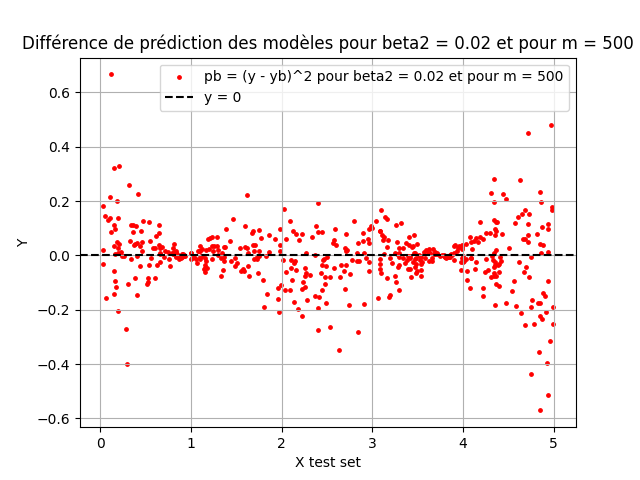 Différence de prédiction des modèles pour beta2 = 0.02 et pour m = 500
pb = (y - yb)^2 pour beta2 = 0.02 et pour m = 500
y = 0
0.6
0.4
0.2
0.0
−0.2
−0.4
−0.6
Y
0 1 2 3 4 5
X test set